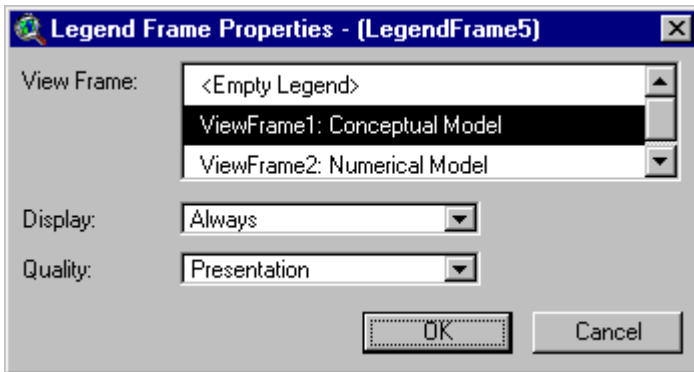 Legend Frame Properties - (LegendFrame5)
View Frame:
<Empty Legend>
ViewFrame1: Conceptual Model
ViewFrame2: Numerical Model
Display: Always
Quality: Presentation
OK Cancel